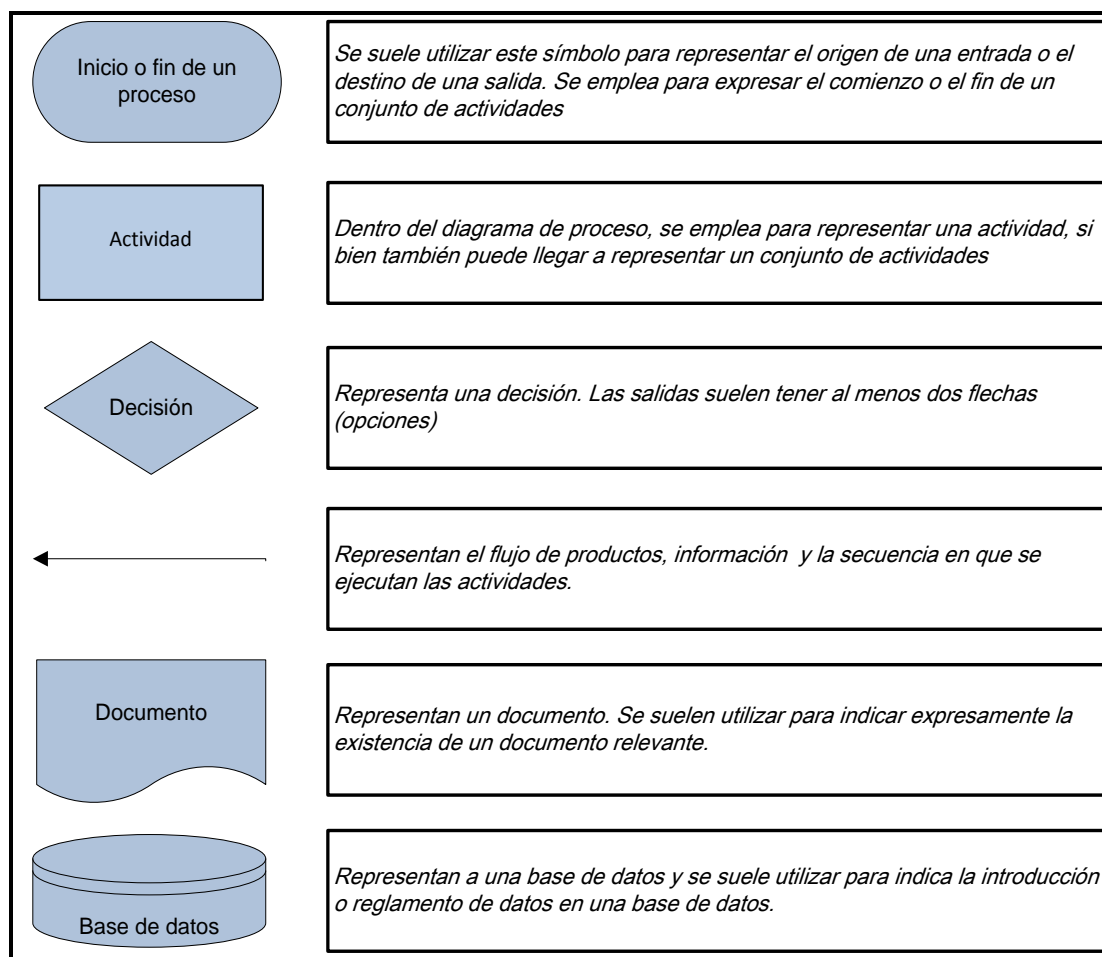 Inicio o fin de un
proceso
Se suele utilizar este símbolo para representar el origen de una entrada o el
destino de una salida. Se emplea para expresar el comienzo o el fin de un
conjunto de actividades
Actividad
Dentro del diagrama de proceso, se emplea para representar una actividad, si
bien también puede llegar a representar un conjunto de actividades
Decisión
Representa una decisión. Las salidas suelen tener al menos dos flechas
(opciones)
Representan el flujo de productos, información y la secuencia en que se
ejecutan las actividades.
Documento
Representan un documento. Se suelen utilizar para indicar expresamente la
existencia de un documento relevante.
Base de datos
Representan a una base de datos y se suele utilizar para indica la introducción
o reglamento de datos en una base de datos.